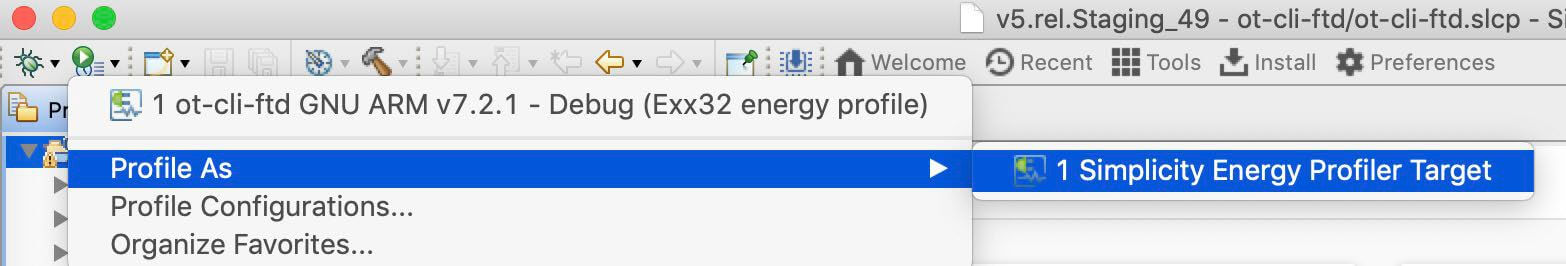 v5.rel.Staging_49 - ot-cli-ftd/ot-cli-ftd.slcp - Si
Welcome Recent Tools Install Preferences
Pr
1 ot-cli-ftd GNU ARM v7.2.1 - Debug (Exx32 energy profile)
Profile As
1 Simplicity Energy Profiler Target
Profile Configurations...
Organize Favorites...